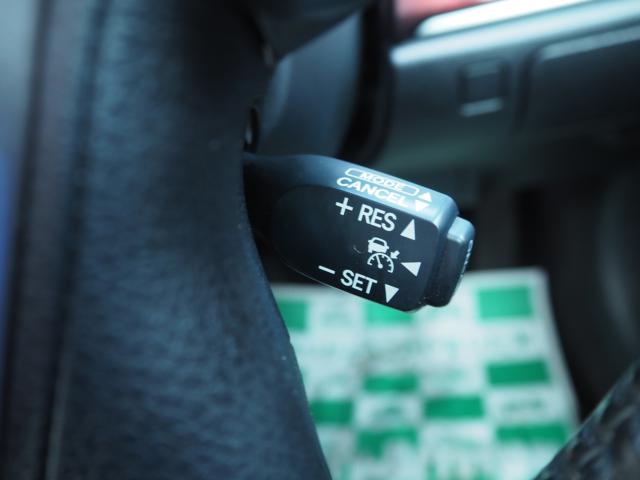 MODE ▲
CANCEL ▼
+ RES ▲
− SET ▼